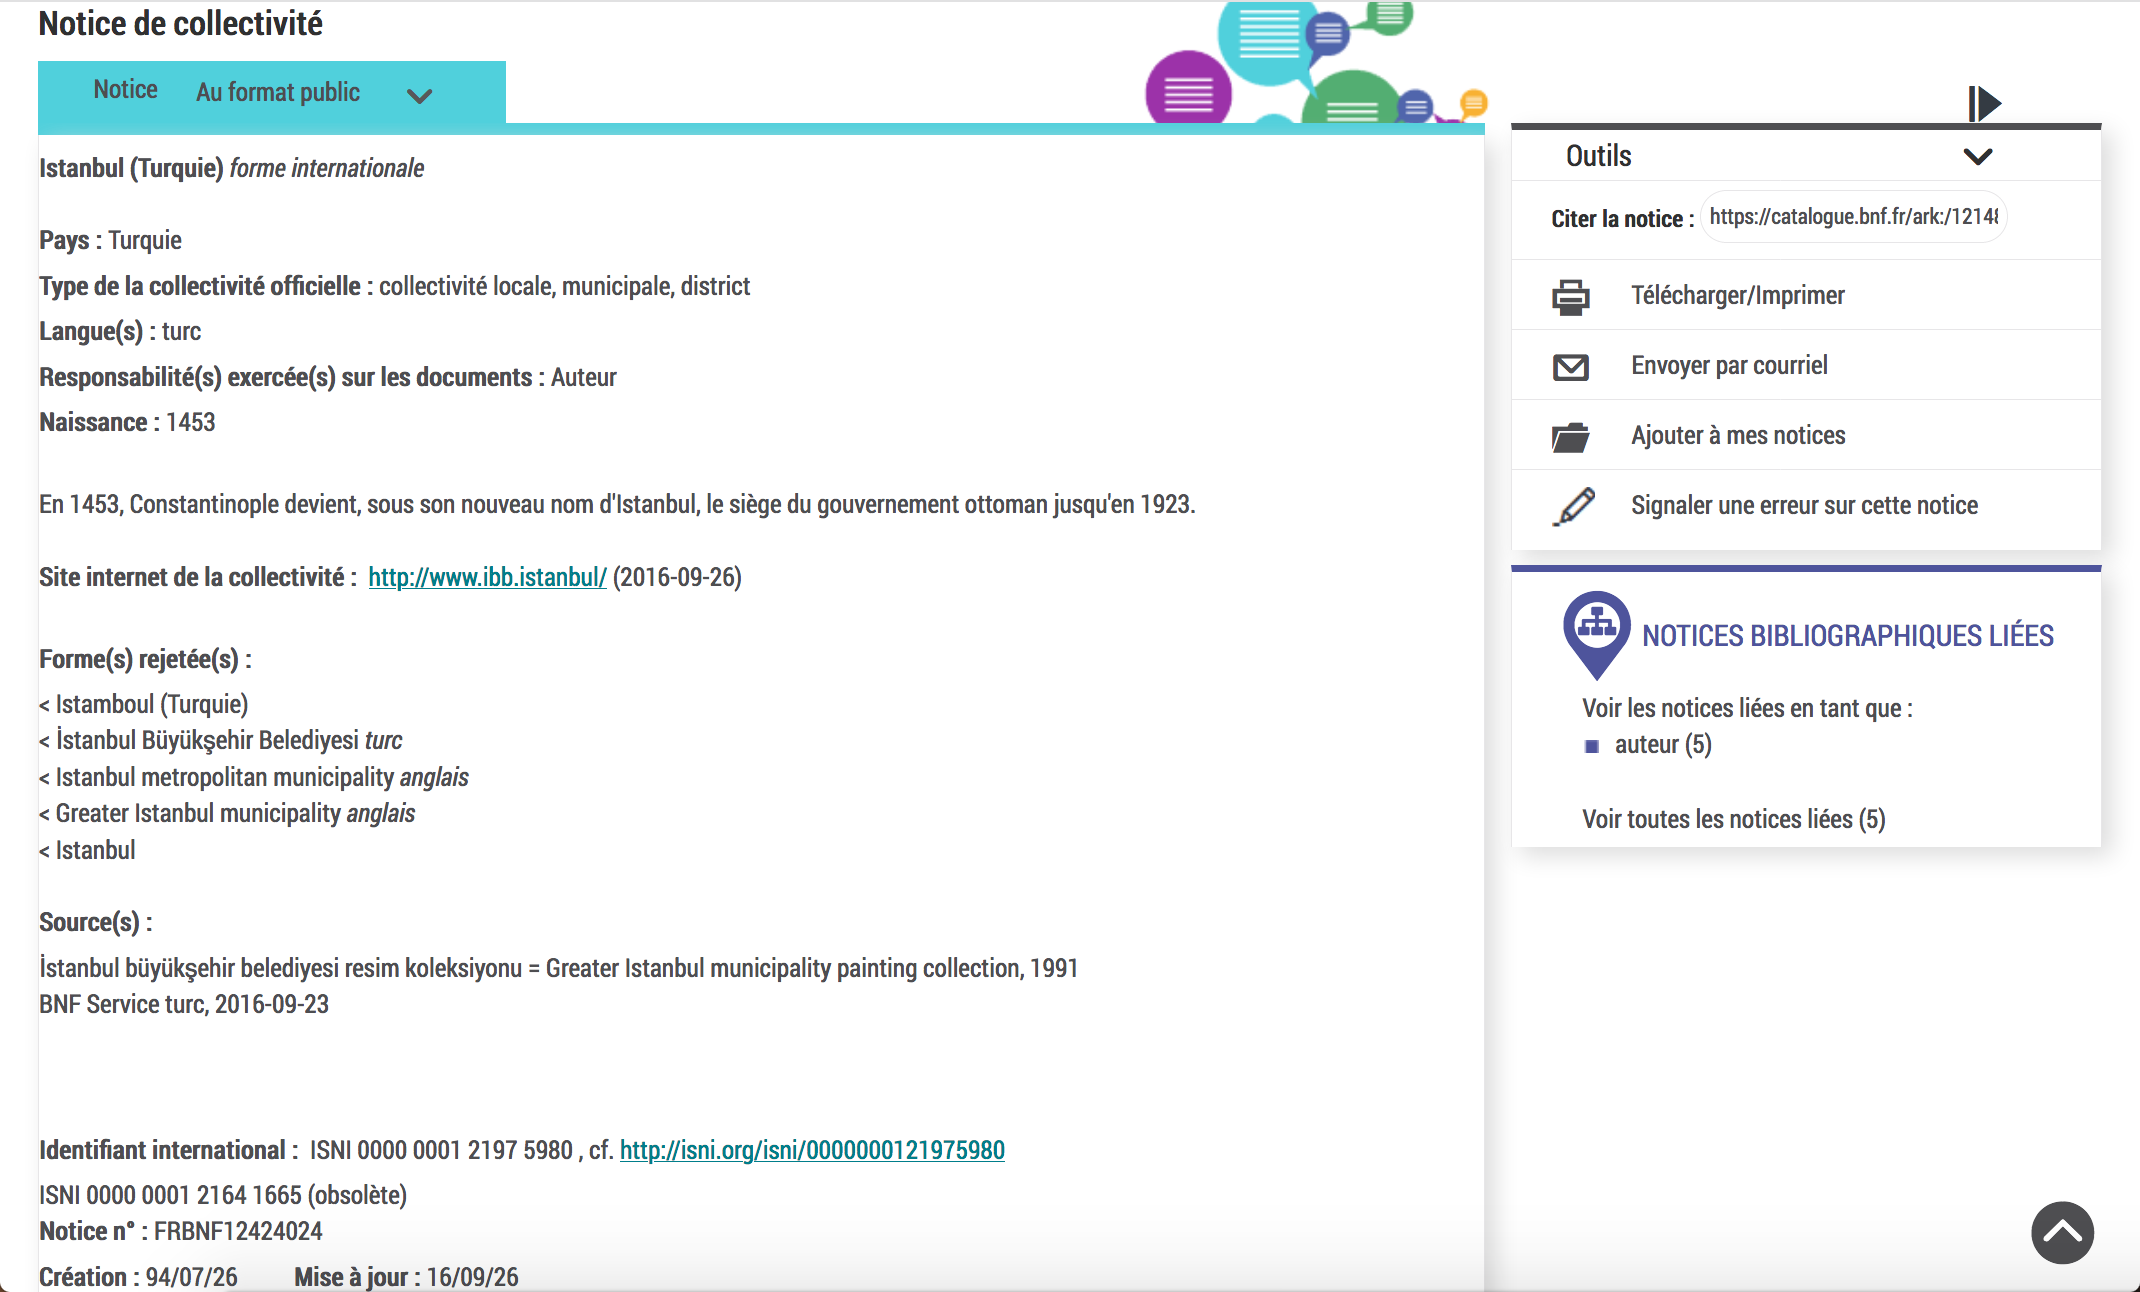 Notice de collectivité
Notice Au format public
Istanbul (Turquie) forme internationale
Pays : Turquie
Type de la collectivité officielle : collectivité locale, municipale, district
Langue(s) : turc
Responsabilité(s) exercée(s) sur les documents : Auteur
Naissance : 1453
En 1453, Constantinople devient, sous son nouveau nom d'Istanbul, le siège du gouvernement ottoman jusqu'en 1923.
Site internet de la collectivité : http://www.ibb.istanbul/ (2016-09-26)
Forme(s) rejetée(s) :
< Istamboul (Turquie)
< İstanbul Büyükşehir Belediyesi turc
< Istanbul metropolitan municipality anglais
< Greater Istanbul municipality anglais
< Istanbul
Source(s) :
İstanbul büyükşehir belediyesi resim koleksiyonu = Greater Istanbul municipality painting collection, 1991
BNF Service turc, 2016-09-23
Identifiant international : ISNI 0000 0001 2197 5980 , cf. http://isni.org/isni/0000000121975980
ISNI 0000 0001 2164 1665 (obsolète)
Notice n° : FRBNF12424024
Création : 94/07/26 Mise à jour : 16/09/26
Outils
Citer la notice : https://catalogue.bnf.fr/ark:/12148
Télécharger/Imprimer
Envoyer par courriel
Ajouter à mes notices
Signaler une erreur sur cette notice
NOTICES BIBLIOGRAPHIQUES LIÉES
Voir les notices liées en tant que :
auteur (5)
Voir toutes les notices liées (5)